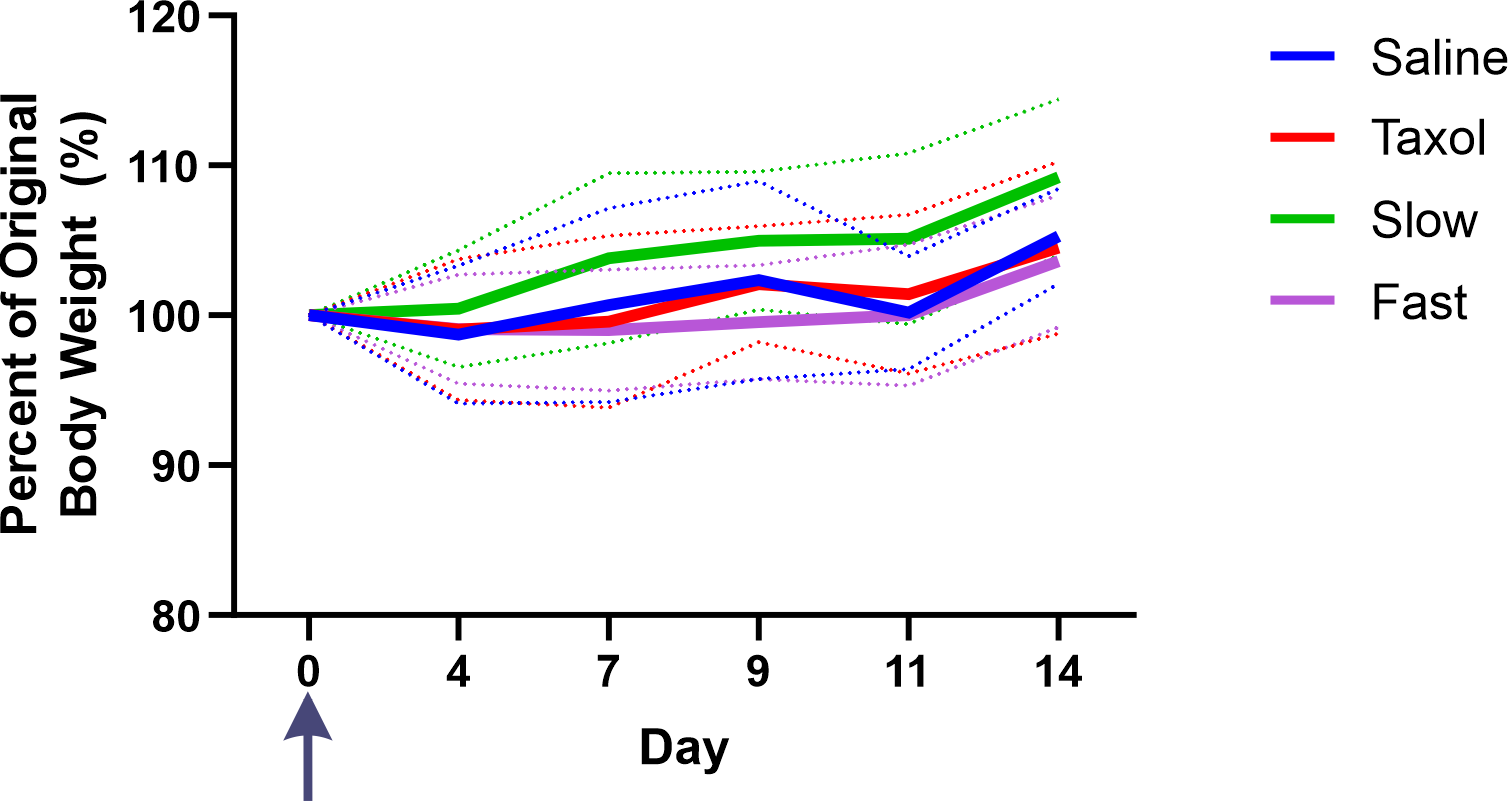 Percent of Original
Body Weight (%)
120
110
100
90
80
0 4 7 9 11 14
Day
Saline
Taxol
Slow
Fast